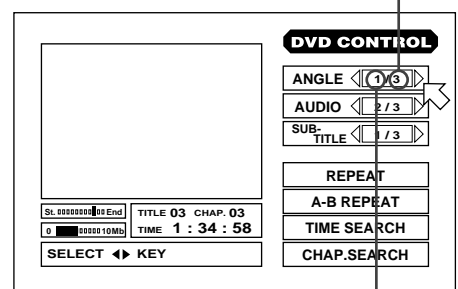 DVD CONTROL
ANGLE 1/3
AUDIO 2 / 3
SUB-TITLE 1 / 3
REPEAT
A-B REPEAT
TIME SEARCH
CHAP.SEARCH
St. End
0 10Mb
TITLE 03 CHAP. 03
TIME 1 : 34 : 58
SELECT KEY